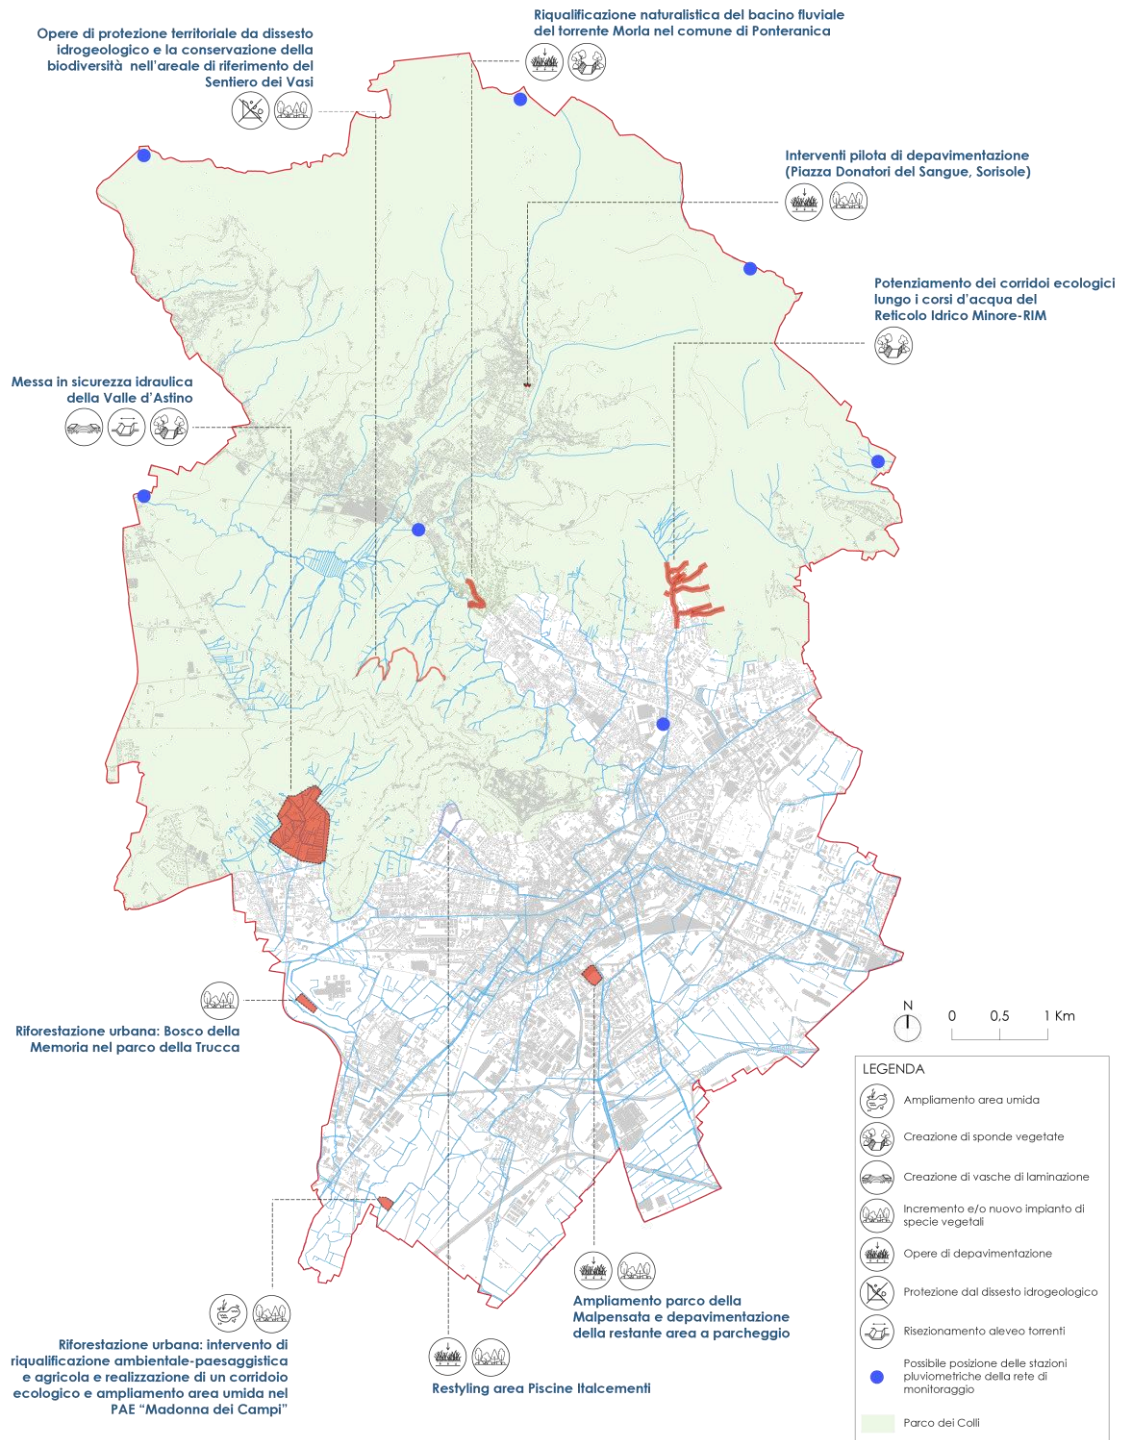 Opere di protezione territoriale da dissesto
idrogeologico e la conservazione della
biodiversità nell'areale di riferimento del
Sentiero dei Vasi
Riqualificazione naturalistica del bacino fluviale
del torrente Morla nel comune di Ponteranica
Interventi pilota di depavimentazione
(Piazza Donatori del Sangue, Sorisole)
Potenziamento dei corridoi ecologici
lungo i corsi d'acqua del
Reticolo Idrico Minore-RIM
Messa in sicurezza idraulica
della Valle d'Astino
Riforestazione urbana: Bosco della
Memoria nel parco della Trucca
Riforestazione urbana: intervento di
riqualificazione ambientale-paesaggistica
e agricola e realizzazione di un corridoio
ecologico e ampliamento area umida nel
PAE “Madonna dei Campi”
Restyling area Piscine Italcementi
Ampliamento parco della
Malpensata e depavimentazione
della restante area a parcheggio
N
0 0,5 1 Km
LEGENDA
Ampliamento area umida
Creazione di sponde vegetate
Creazione di vasche di laminazione
Incremento e/o nuovo impianto di
specie vegetali
Opere di depavimentazione
Protezione dal dissesto idrogeologico
Risezionamento aleveo torrenti
Possibile posizione delle stazioni
pluviometriche della rete di
monitoraggio
Parco dei Colli